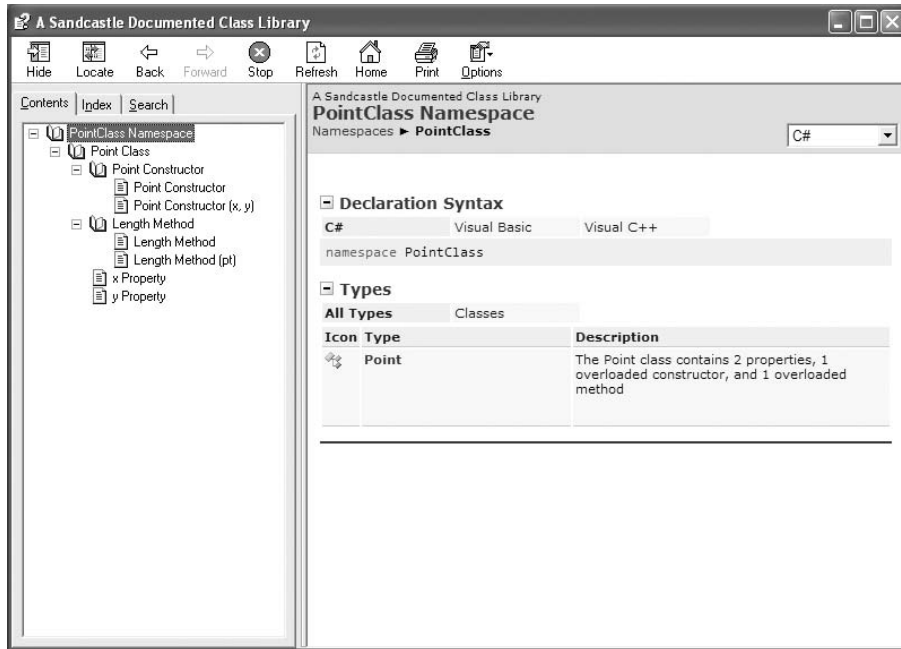 A Sandcastle Documented Class Library
Hide Locate Back Forward Stop Refresh Home Print Options
Contents Index Search
PointClass Namespace
Point Class
Point Constructor
Point Constructor
Point Constructor (x, y)
Length Method
Length Method
Length Method (pt)
x Property
y Property
A Sandcastle Documented Class Library
PointClass Namespace
Namespaces ► PointClass
C#
Declaration Syntax
C# Visual Basic Visual C++
namespace PointClass
Types
All Types Classes
Icon Type Description
Point The Point class contains 2 properties, 1
overloaded constructor, and 1 overloaded
method